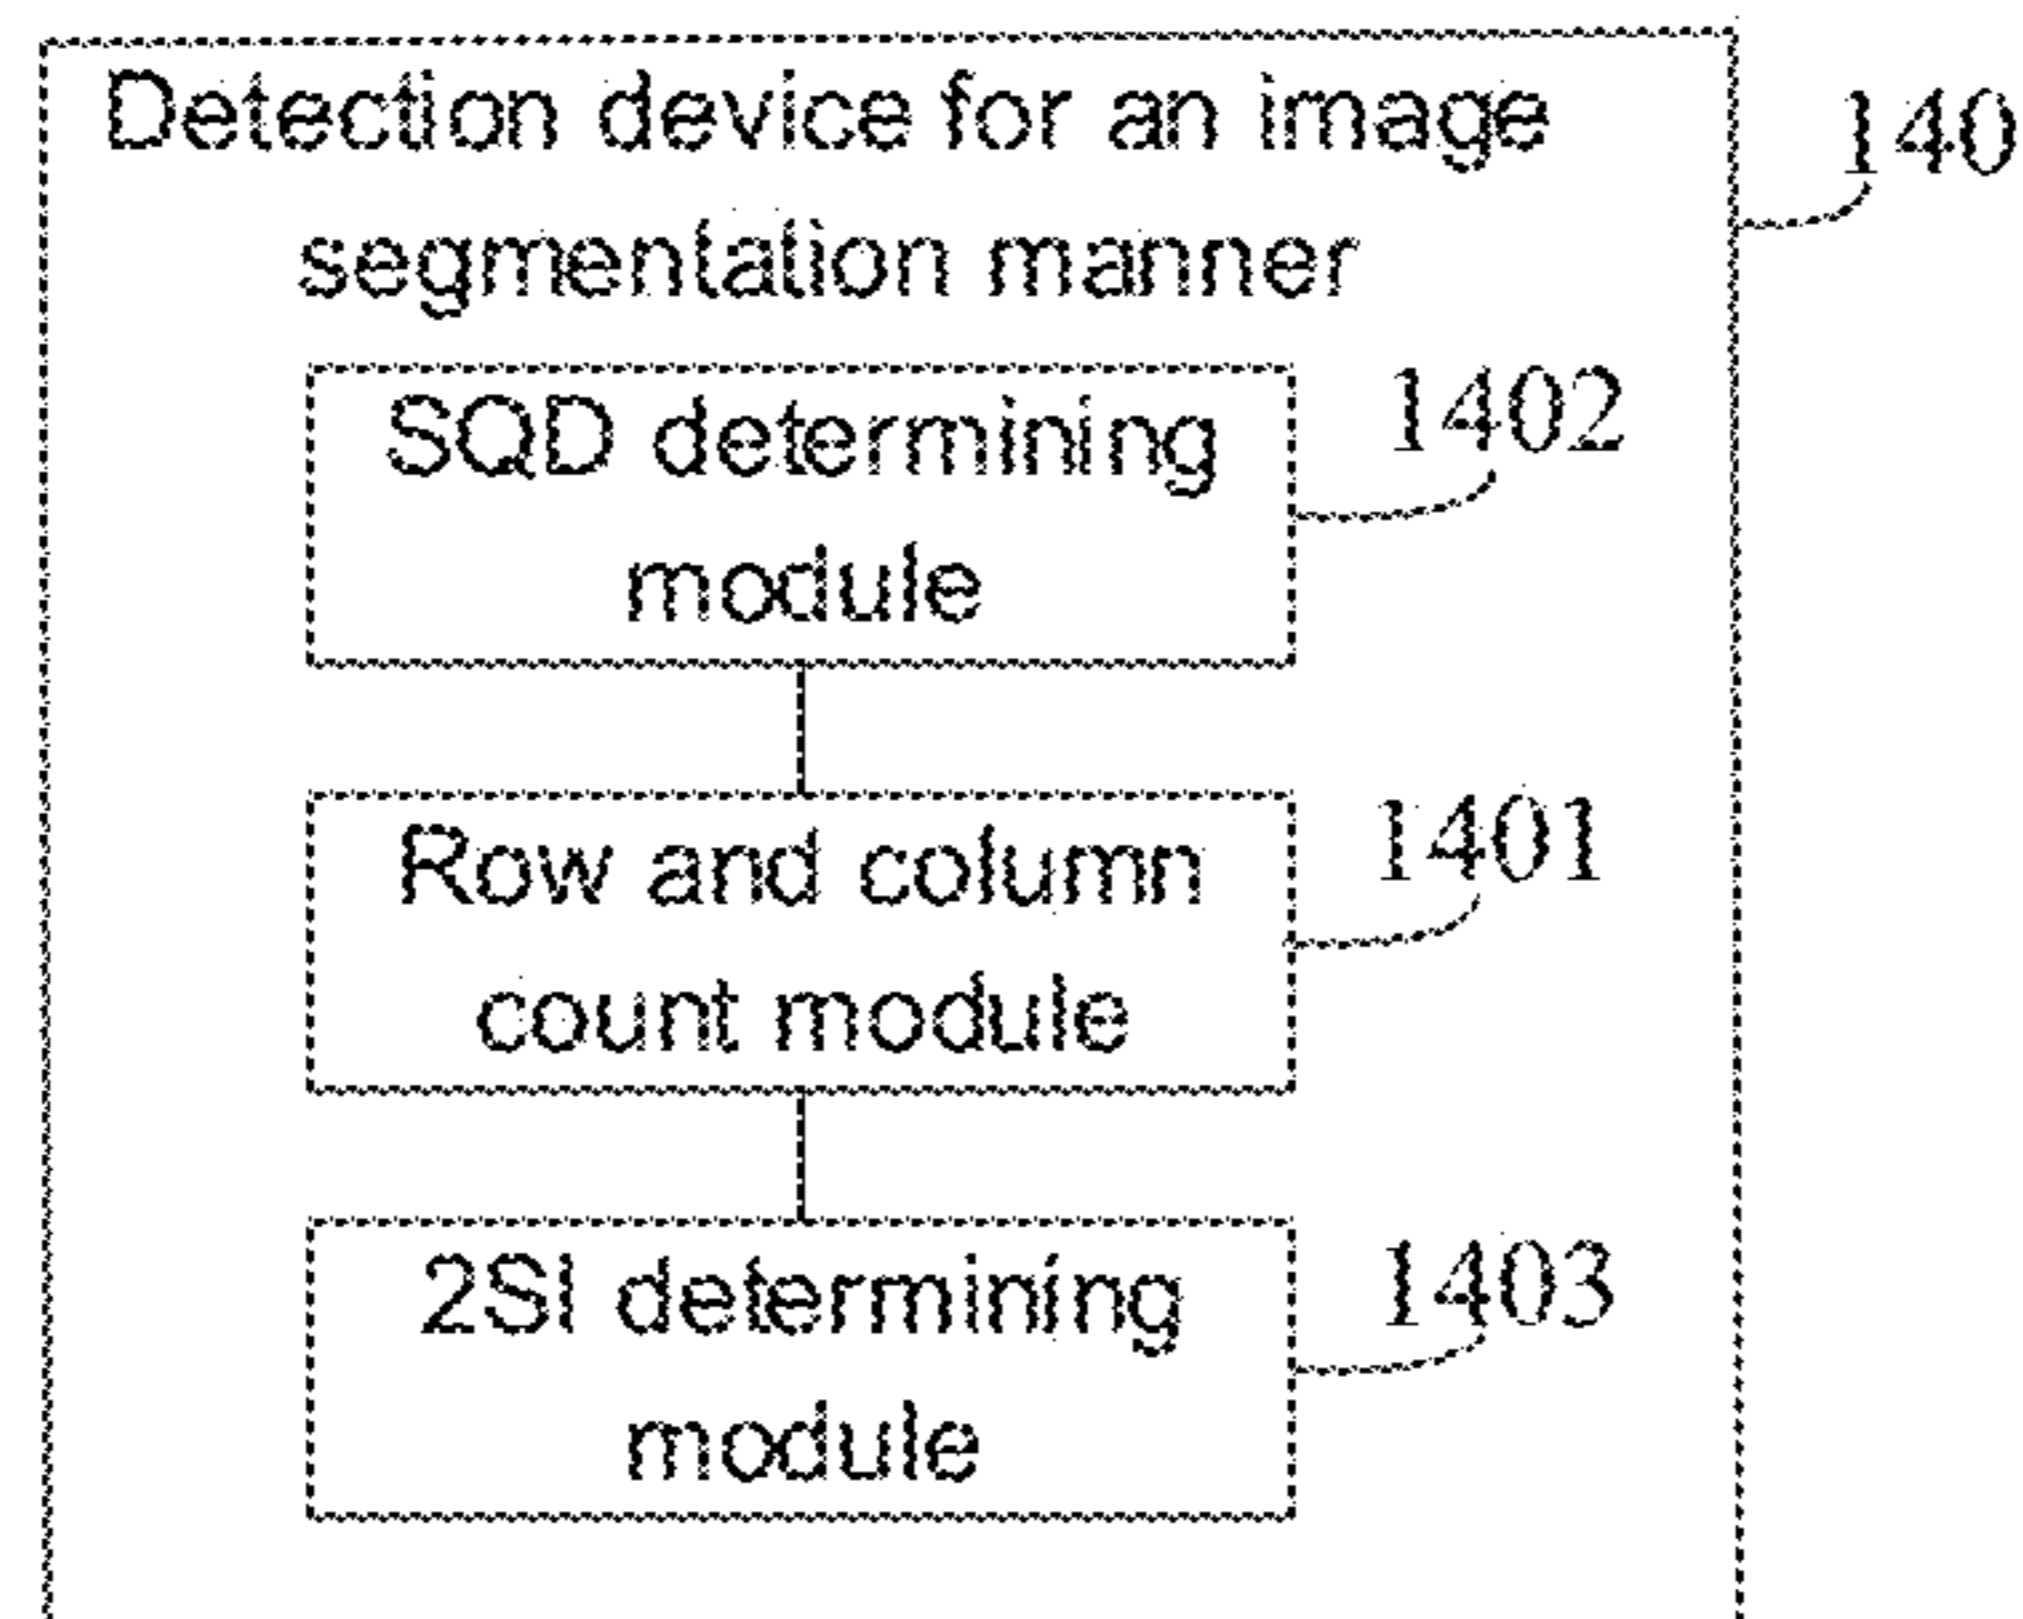 Detection device for an image
140
segmentation manner
SQD determining
1402
module
Row and column
1401
count module
2SI determining
1403
module